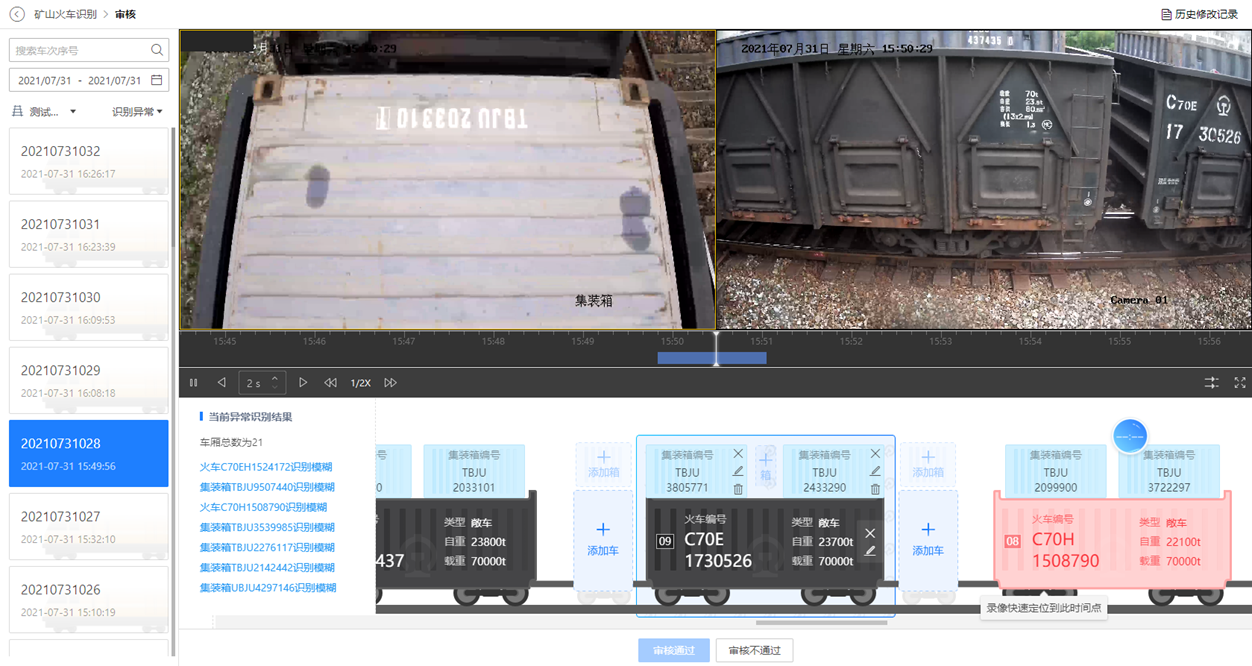 矿山火车识别 > 审核
历史修改记录
搜索车次序号
2021/07/31 - 2021/07/31
测试... 识别异常
20210731032
2021-07-31 16:26:17
20210731031
2021-07-31 16:23:39
20210731030
2021-07-31 16:09:53
20210731029
2021-07-31 16:08:18
20210731028
2021-07-31 15:49:56
20210731027
2021-07-31 15:32:10
20210731026
2021-07-31 15:10:19
15:50:29
TBJU 203310
集装箱
2021年07月31日 星期六 15:50:29
437435
载重 70t
自重 23.8t
C70E
17 30526
Camera 01
15:45 15:46 15:47 15:48 15:49 15:50 15:51 15:52 15:53 15:54 15:55 15:56
2 s
1/2X
当前异常识别结果
车厢总数为21
火车C70EH1524172识别模糊
集装箱TBJU9507440识别模糊
火车C70H1508790识别模糊
集装箱TBJU3539985识别模糊
集装箱TBJU2276117识别模糊
集装箱TBJU2142442识别模糊
集装箱UBJU4297146识别模糊
号
0
集装箱编号
TBJU
2033101
号
437
类型 敞车
自重 23800t
载重 70000t
添加箱
添加车
集装箱编号
TBJU
3805771
箱
集装箱编号
TBJU
2433290
09
火车编号
C70E
1730526
类型 敞车
自重 23700t
载重 70000t
添加箱
添加车
集装箱编号
TBJU
2099900
集装箱编号
TBJU
3722297
08
火车编号
C70H
1508790
类型 敞车
自重 22100t
载重 70000t
录像快速定位到此时间点
审核通过
审核不通过